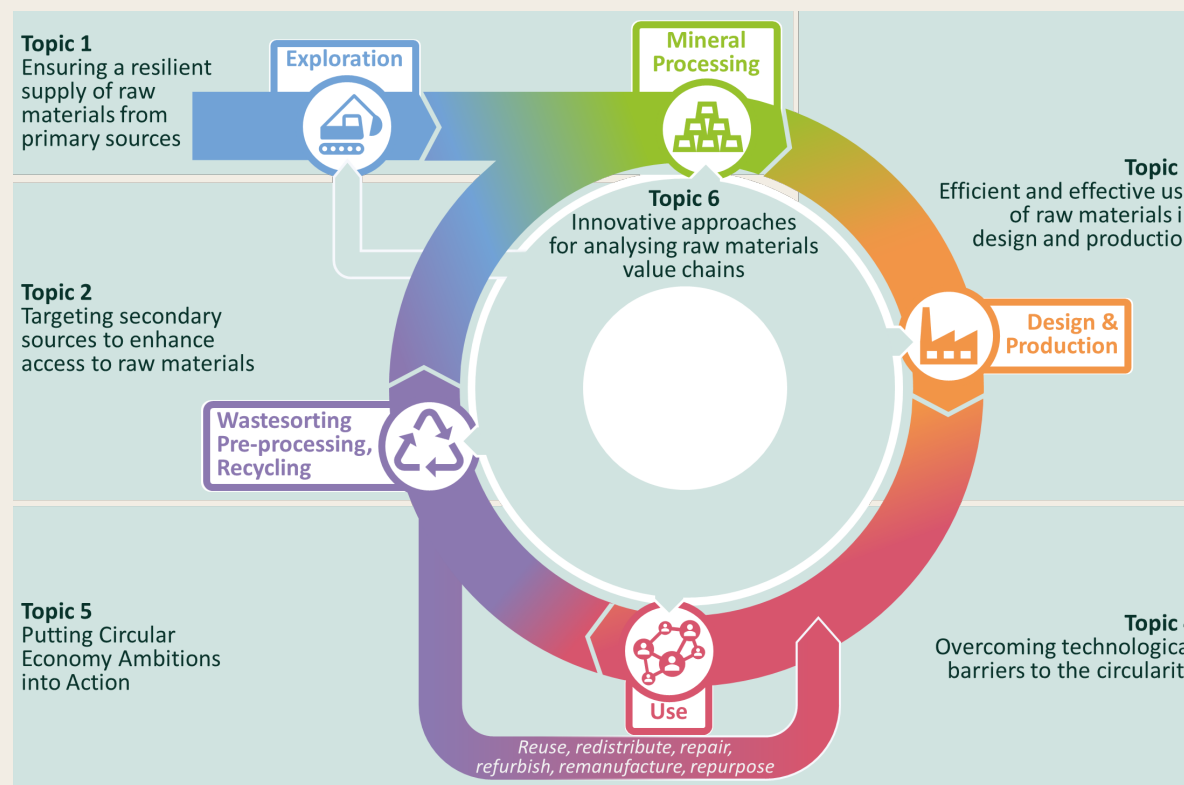 Topic 1
Ensuring a resilient
supply of raw
materials from
primary sources
Exploration
Mineral
Processing
Topic
Efficient and effective us
of raw materials i
design and productio
Topic 6
Innovative approaches
for analysing raw materials
value chains
Topic 2
Targeting secondary
sources to enhance
access to raw materials
Design &
Production
Wastesorting
Pre-processing,
Recycling
Topic 5
Putting Circular
Economy Ambitions
into Action
Topic
Overcoming technologica
barriers to the circularit
Use
Reuse, redistribute, repair,
refurbish, remanufacture, repurpose